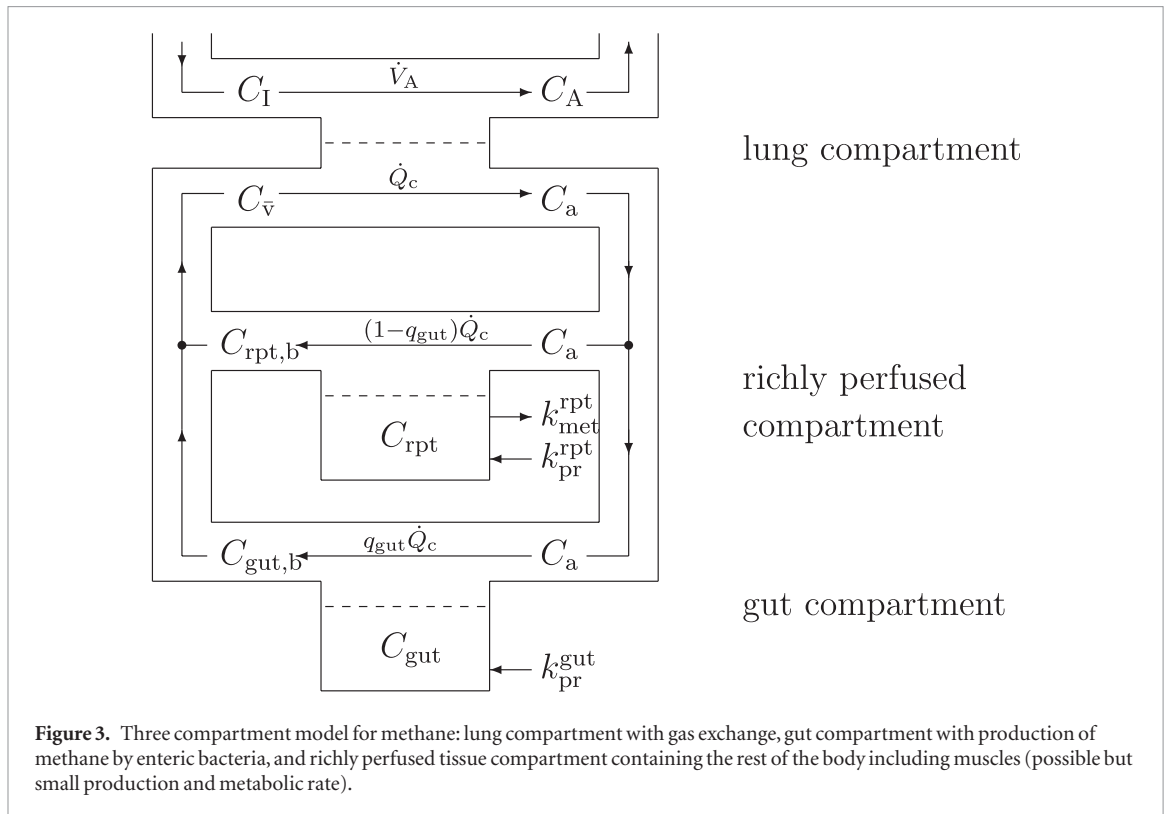 V̇_A
C_I C_A
lung compartment
Q̇_c
C_v̄ C_a
(1−q_gut)Q̇_c
C_rpt,b C_a
richly perfused
compartment
k_met^rpt
C_rpt
k_pr^rpt
q_gut Q̇_c
C_gut,b C_a
gut compartment
C_gut
k_pr^gut
Figure 3. Three compartment model for methane: lung compartment with gas exchange, gut compartment with production of
methane by enteric bacteria, and richly perfused tissue compartment containing the rest of the body including muscles (possible but
small production and metabolic rate).